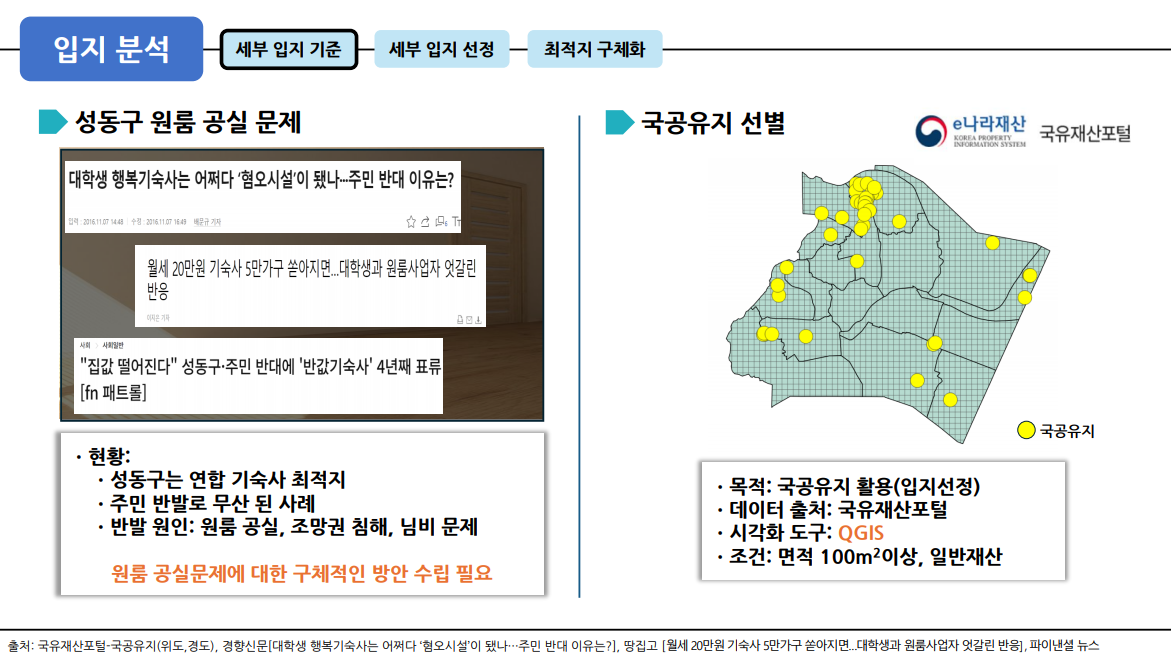 입지 분석
세부 입지 기준
세부 입지 선정
최적지 구체화
성동구 원룸 공실 문제
대학생 행복기숙사는 어쩌다 '혐오시설'이 됐나…주민 반대 이유는?
입력 : 2016.11.07 14:48 수정 : 2016.11.07 16:49 배문규 기자
월세 20만원 기숙사 5만가구 쏟아지면...대학생과 원룸사업자 엇갈린
반응
이지은 기자
사회 사회일반
"집값 떨어진다" 성동구·주민 반대에 '반값기숙사' 4년째 표류
[fn 패트롤]
· 현황:
· 성동구는 연합 기숙사 최적지
· 주민 반발로 무산 된 사례
· 반발 원인: 원룸 공실, 조망권 침해, 님비 문제
원룸 공실문제에 대한 구체적인 방안 수립 필요
국공유지 선별
e나라재산
KOREA PROPERTY
INFORMATION SYSTEM
국유재산포털
국공유지
· 목적: 국공유지 활용(입지선정)
· 데이터 출처: 국유재산포털
· 시각화 도구: QGIS
· 조건: 면적 100m²이상, 일반재산
출처: 국유재산포털-국공유지(위도,경도), 경향신문[대학생 행복기숙사는 어쩌다 '혐오시설'이 됐나…주민 반대 이유는?], 땅집고 [월세 20만원 기숙사 5만가구 쏟아지면...대학생과 원룸사업자 엇갈린 반응], 파이낸셜 뉴스